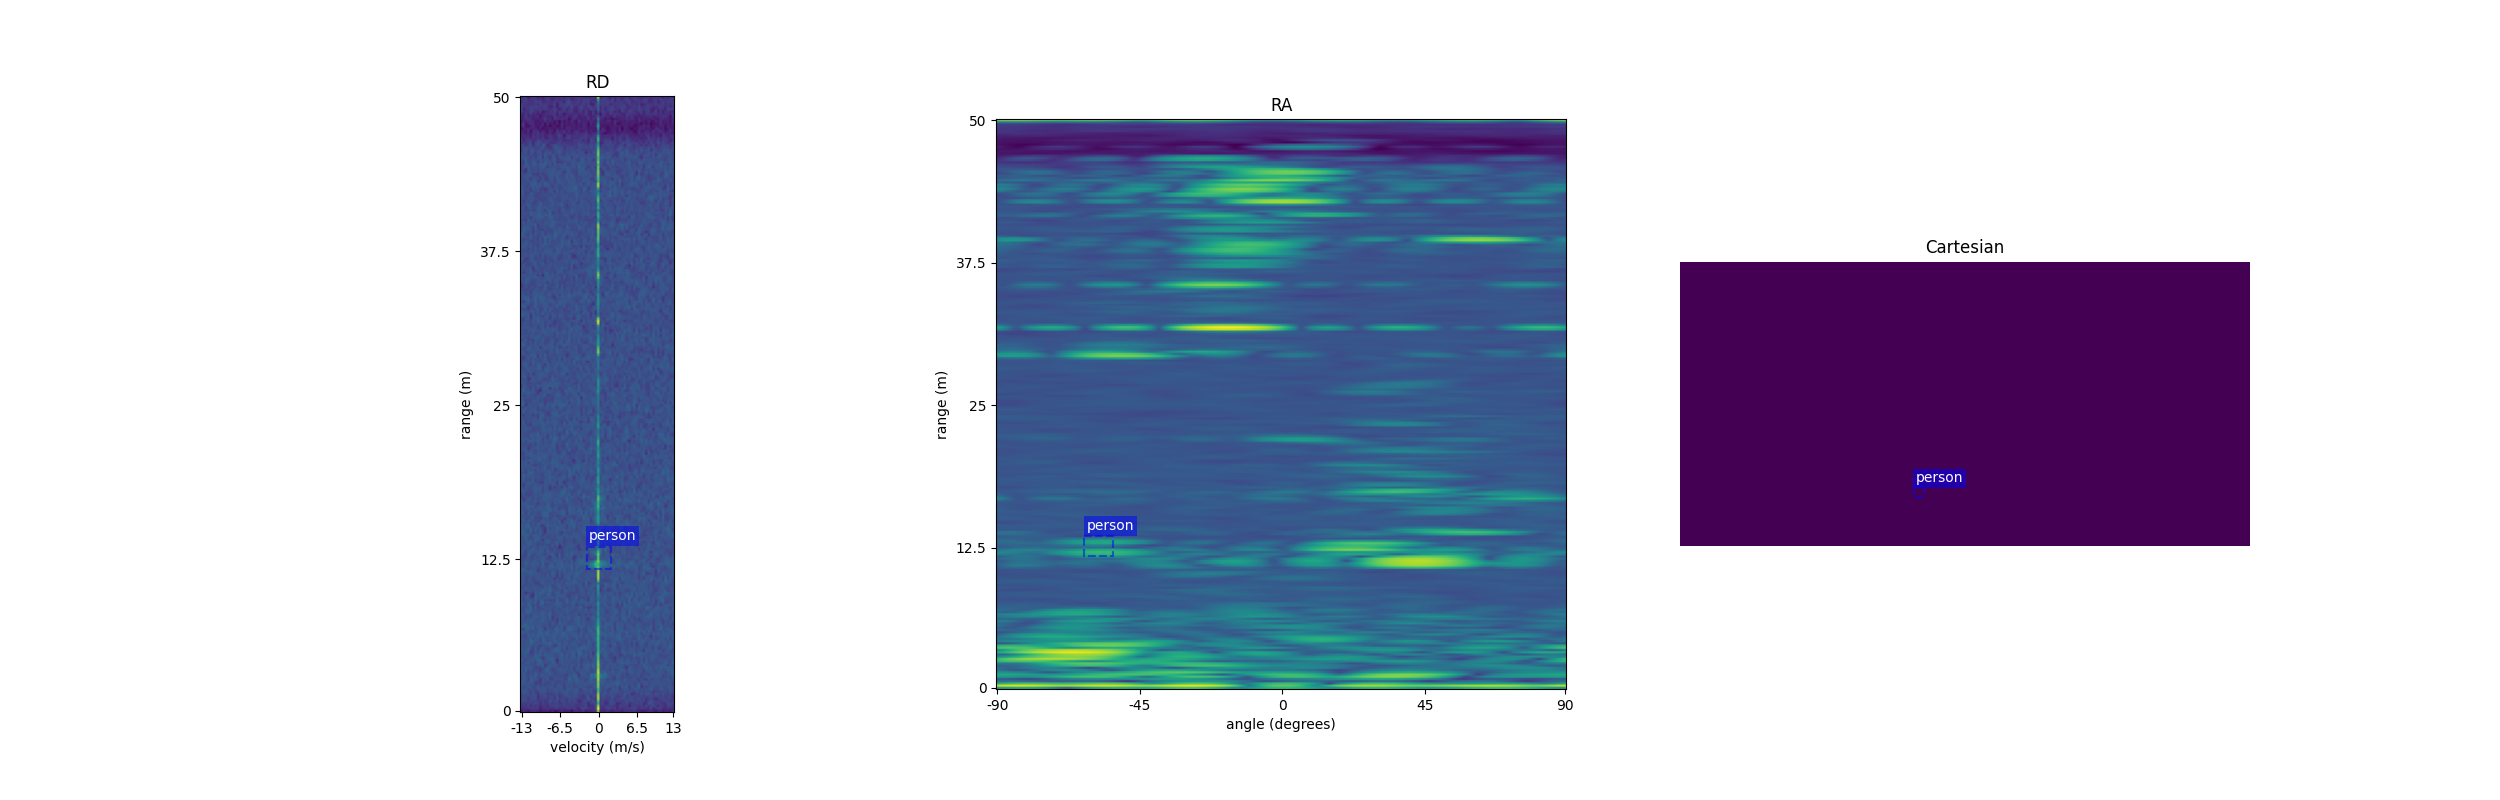 RD
50
37.5
25
12.5
0
range (m)
person
-13 -6.5 0 6.5 13
velocity (m/s)
RA
50
37.5
25
12.5
0
range (m)
person
-90 -45 0 45 90
angle (degrees)
Cartesian
person